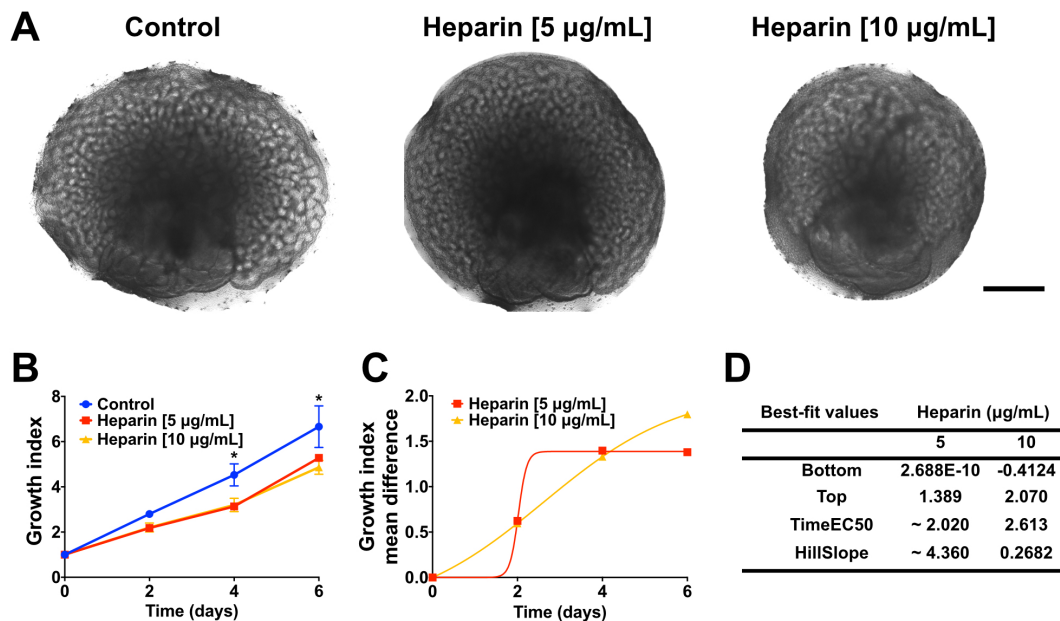 A
Control
Heparin [5 µg/mL]
Heparin [10 µg/mL]
B
Growth index
8
6
4
2
0
Control
Heparin [5 µg/mL]
Heparin [10 µg/mL]
*
*
0 2 4 6
Time (days)
C
Growth index
mean difference
2.0
1.5
1.0
0.5
0.0
Heparin [5 µg/mL]
Heparin [10 µg/mL]
0 2 4 6
Time (days)
D
Best-fit values Heparin (µg/mL)
5 10
Bottom 2.688E-10 -0.4124
Top 1.389 2.070
TimeEC50 ~ 2.020 2.613
HillSlope ~ 4.360 0.2682